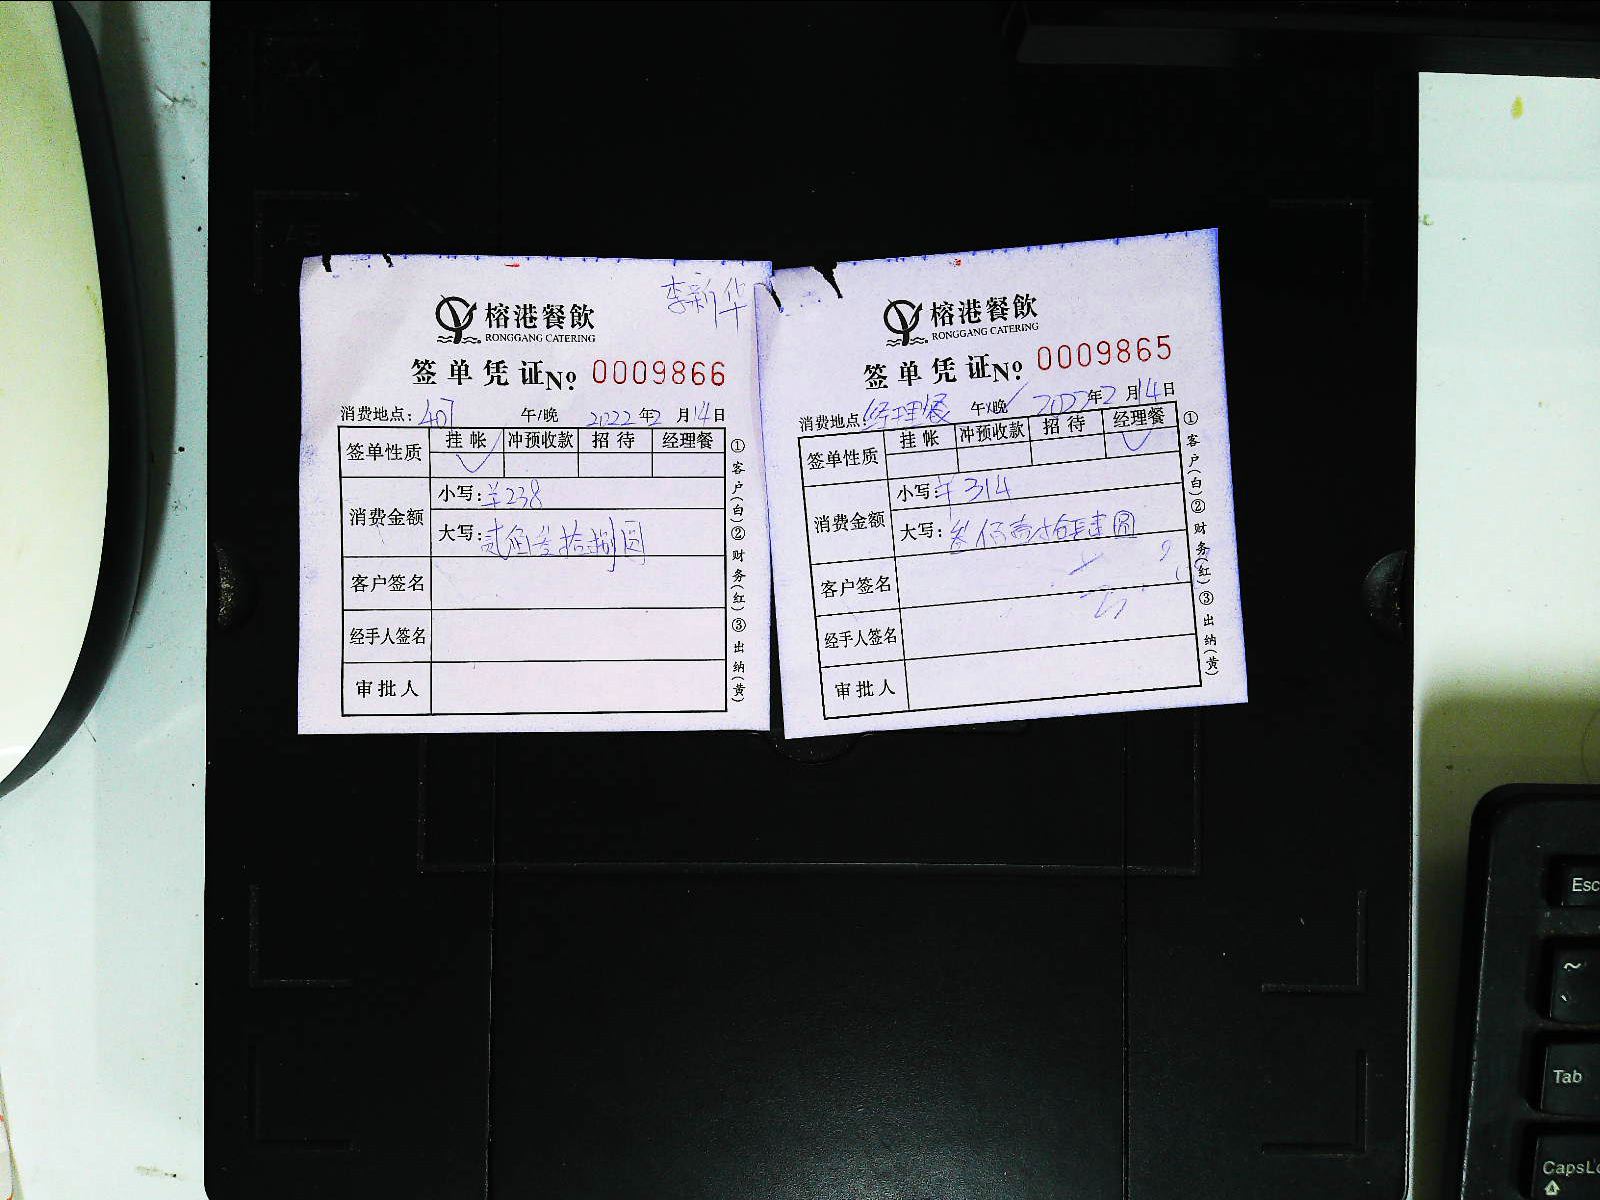 李新华
榕港餐飲
RONGGANG CATERING
签单凭证№ 0009866
消费地点：407 午/晚 2022年2月14日
签单性质 挂帐 冲预收款 招待 经理餐
消费金额 小写：¥238
大写：贰佰叁拾捌圆
客户签名
经手人签名
审批人
①客户(白)②财务(红)③出纳(黄)
榕港餐飲
RONGGANG CATERING
签单凭证№ 0009865
消费地点：经理餐 午/晚 2022年2月14日
签单性质 挂帐 冲预收款 招待 经理餐
消费金额 小写：¥314
大写：叁佰壹拾肆圆
客户签名
经手人签名
审批人
①客户(白)②财务(红)③出纳(黄)
Esc
~
Tab
CapsLo